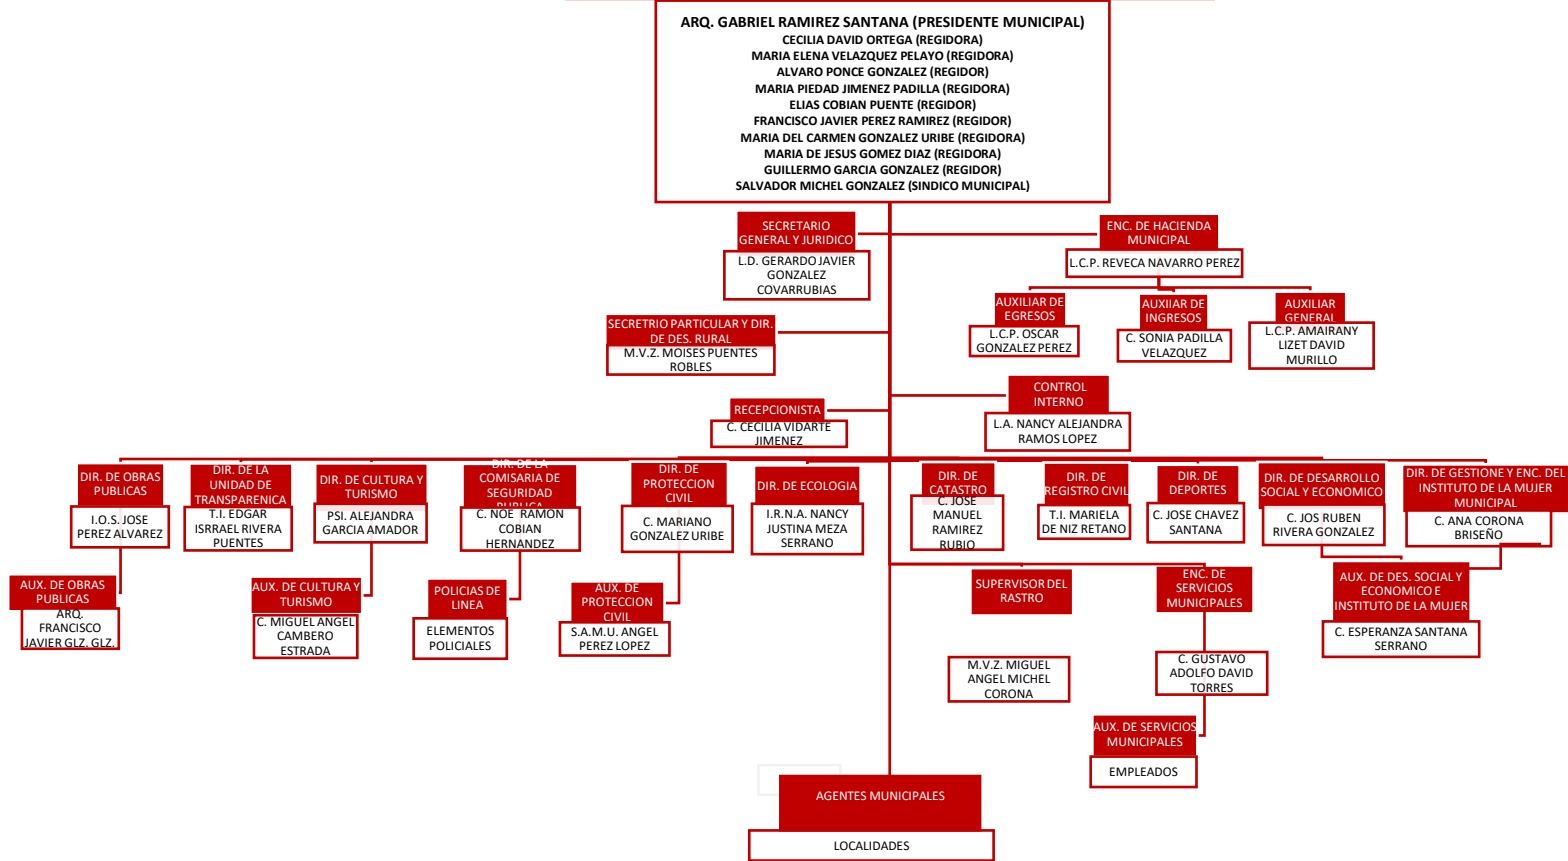 ARQ. GABRIEL RAMIREZ SANTANA (PRESIDENTE MUNICIPAL)
CECILIA DAVID ORTEGA (REGIDORA)
MARIA ELENA VELAZQUEZ PELAYO (REGIDORA)
ALVARO PONCE GONZALEZ (REGIDOR)
MARIA PIEDAD JIMENEZ PADILLA (REGIDORA)
ELIAS COBIAN PUENTE (REGIDOR)
FRANCISCO JAVIER PEREZ RAMIREZ (REGIDOR)
MARIA DEL CARMEN GONZALEZ URIBE (REGIDORA)
MARIA DE JESUS GOMEZ DIAZ (REGIDORA)
GUILLERMO GARCIA GONZALEZ (REGIDOR)
SALVADOR MICHEL GONZALEZ (SINDICO MUNICIPAL)
SECRETARIO
GENERAL Y JURIDICO
L.D. GERARDO JAVIER
GONZALEZ
COVARRUBIAS
ENC. DE HACIENDA
MUNICIPAL
L.C.P. REVECA NAVARRO PEREZ
AUXILIAR DE
EGRESOS
L.C.P. OSCAR
GONZALEZ PEREZ
AUXIIAR DE
INGRESOS
C. SONIA PADILLA
VELAZQUEZ
AUXILIAR
GENERAL
L.C.P. AMAIRANY
LIZET DAVID
MURILLO
SECRETRIO PARTICULAR Y DIR.
DE DES. RURAL
M.V.Z. MOISES PUENTES
ROBLES
CONTROL
INTERNO
L.A. NANCY ALEJANDRA
RAMOS LOPEZ
RECEPCIONISTA
C. CECILIA VIDARTE
JIMENEZ
DIR. DE OBRAS
PUBLICAS
I.O.S. JOSE
PEREZ ALVAREZ
DIR. DE LA
UNIDAD DE
TRANSPARENICA
T.I. EDGAR
ISRRAEL RIVERA
PUENTES
DIR. DE CULTURA Y
TURISMO
PSI. ALEJANDRA
GARCIA AMADOR
DIR. DE LA
COMISARIA DE
SEGURIDAD
PUBLICA
C. NOE RAMON
COBIAN
HERNANDEZ
DIR. DE
PROTECCION
CIVIL
C. MARIANO
GONZALEZ URIBE
DIR. DE ECOLOGIA
I.R.N.A. NANCY
JUSTINA MEZA
SERRANO
DIR. DE
CATASTRO
C. JOSE
MANUEL
RAMIREZ
RUBIO
DIR. DE
REGISTRO CIVIL
T.I. MARIELA
DE NIZ RETANO
DIR. DE
DEPORTES
C. JOSE CHAVEZ
SANTANA
DIR. DE DESARROLLO
SOCIAL Y ECONOMICO
C. JOS RUBEN
RIVERA GONZALEZ
DIR. DE GESTIONE Y ENC. DEL
INSTITUTO DE LA MUJER
MUNICIPAL
C. ANA CORONA
BRISEÑO
AUX. DE OBRAS
PUBLICAS
ARQ.
FRANCISCO
JAVIER GLZ. GLZ.
AUX. DE CULTURA Y
TURISMO
C. MIGUEL ANGEL
CAMBERO
ESTRADA
POLICIAS DE
LINEA
ELEMENTOS
POLICIALES
AUX. DE
PROTECCION
CIVIL
S.A.M.U. ANGEL
PEREZ LOPEZ
SUPERVISOR DEL
RASTRO
M.V.Z. MIGUEL
ANGEL MICHEL
CORONA
ENC. DE
SERVICIOS
MUNICIPALES
C. GUSTAVO
ADOLFO DAVID
TORRES
AUX. DE DES. SOCIAL Y
ECONOMICO E
INSTITUTO DE LA MUJER
C. ESPERANZA SANTANA
SERRANO
AUX. DE SERVICIOS
MUNICIPALES
EMPLEADOS
AGENTES MUNICIPALES
LOCALIDADES